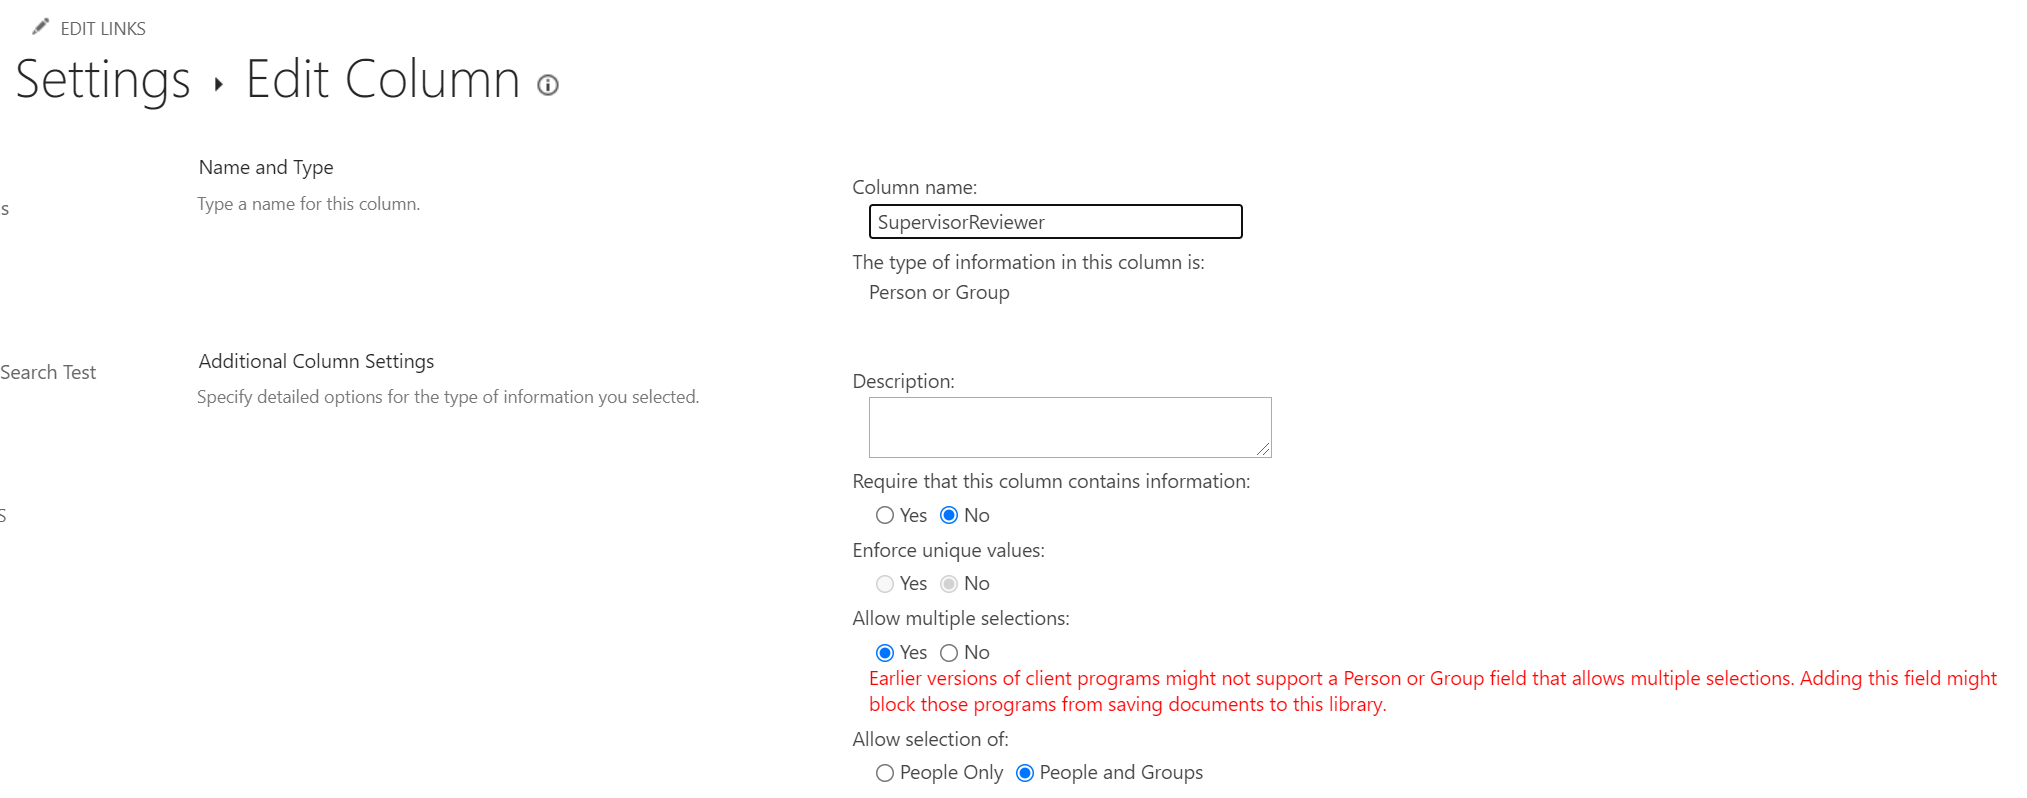 EDIT LINKS
Settings ▸ Edit Column
Name and Type
Type a name for this column.
s
Search Test
s
Column name:
SupervisorReviewer
The type of information in this column is:
Person or Group
Additional Column Settings
Specify detailed options for the type of information you selected.
Description:
Require that this column contains information:
Yes No
Enforce unique values:
Yes No
Allow multiple selections:
Yes No
Earlier versions of client programs might not support a Person or Group field that allows multiple selections. Adding this field might
block those programs from saving documents to this library.
Allow selection of:
People Only People and Groups